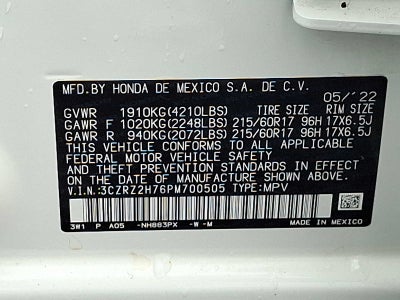 MFD.BY HONDA DE MEXICO S.A. DE C.V.
05/'22
GVWR 1910KG(4210LBS) TIRE SIZE RIM SIZE
GAWR F 1020KG(2248LBS) 215/60R17 96H 17X6.5J
GAWR R 940KG(2072LBS) 215/60R17 96H 17X6.5J
THIS VEHICLE CONFORMS TO ALL APPLICABLE
FEDERAL MOTOR VEHICLE SAFETY
AND THEFT PREVENTION STANDARDS IN EFFECT
ON THE DATE OF MANUFACTURE SHOWN ABOVE.
V.I.N.:3CZRZ2H76PM700505 TYPE:MPV
3W1 P A05 -NH883PX -W -M MADE IN MEXICO